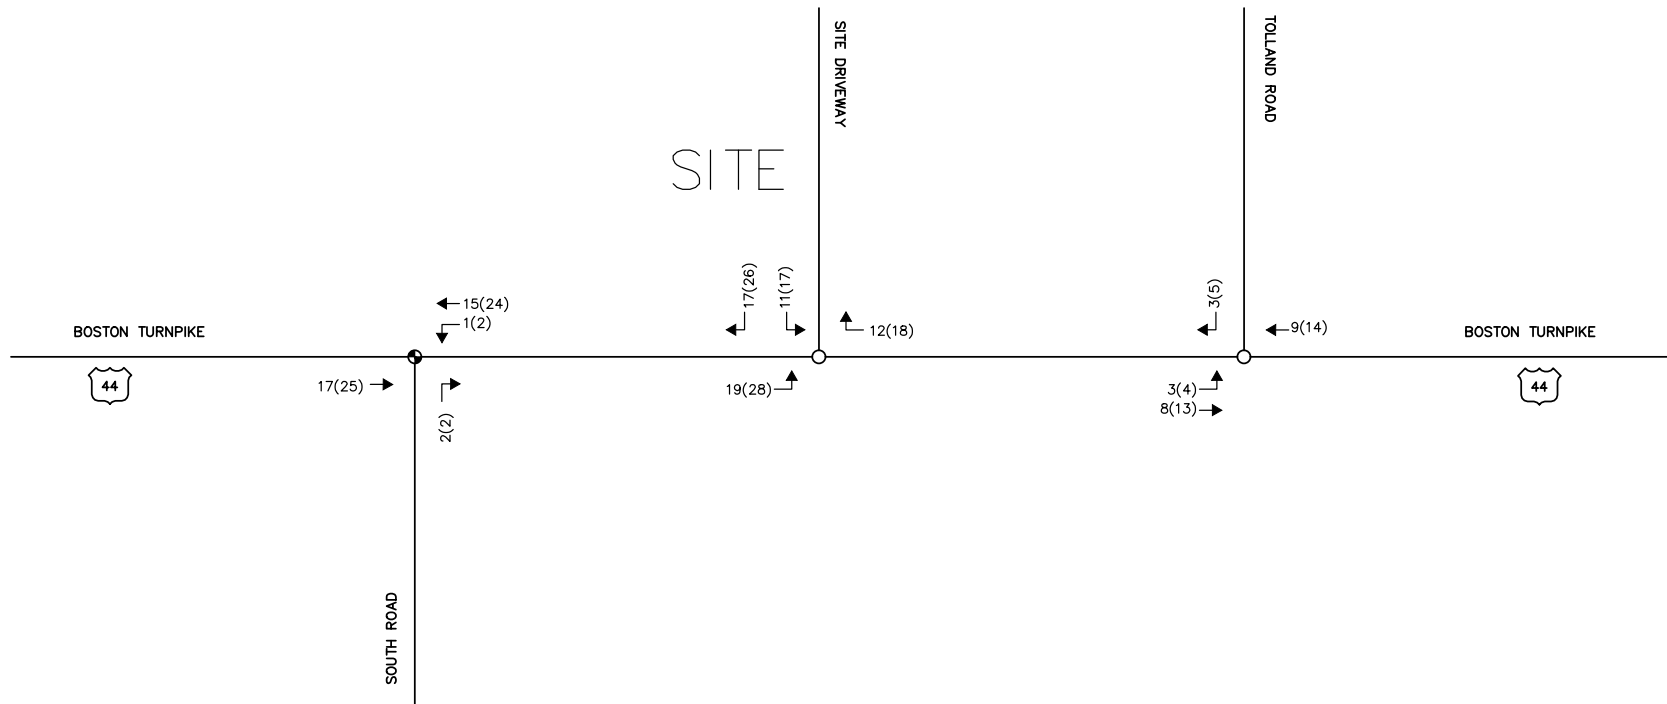 SITE DRIVEWAY
TOLLAND ROAD
SITE
17(26)
11(17)
3(5)
15(24)
1(2)
12(18)
9(14)
BOSTON TURNPIKE
BOSTON TURNPIKE
44
17(25)
2(2)
19(28)
3(4)
8(13)
44
SOUTH ROAD